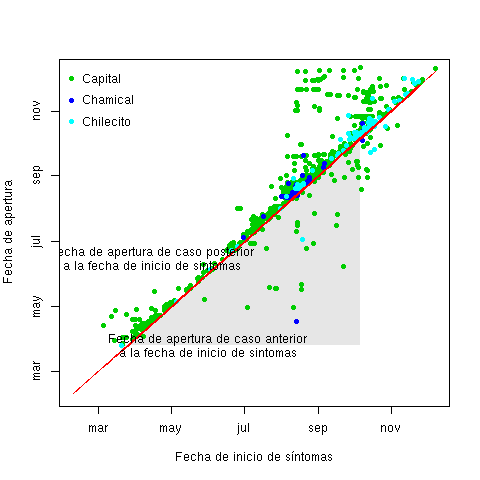 Capital
Chamical
Chilecito
Fecha de apertura
nov
sep
jul
may
mar
echa de apertura de caso posterior
a la fecha de inicio de síntomas
Fecha de apertura de caso anterior
a la fecha de inicio de sintomas
mar
may
jul
sep
nov
Fecha de inicio de síntomas